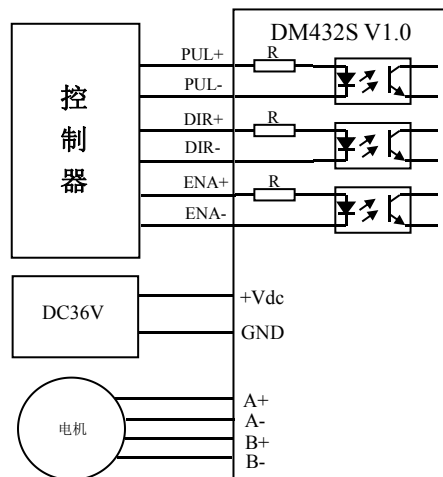 DM432S V1.0
控
制
器
PUL+
R
PUL-
DIR+
R
DIR-
ENA+
R
ENA-
DC36V
+Vdc
GND
电机
A+
A-
B+
B-